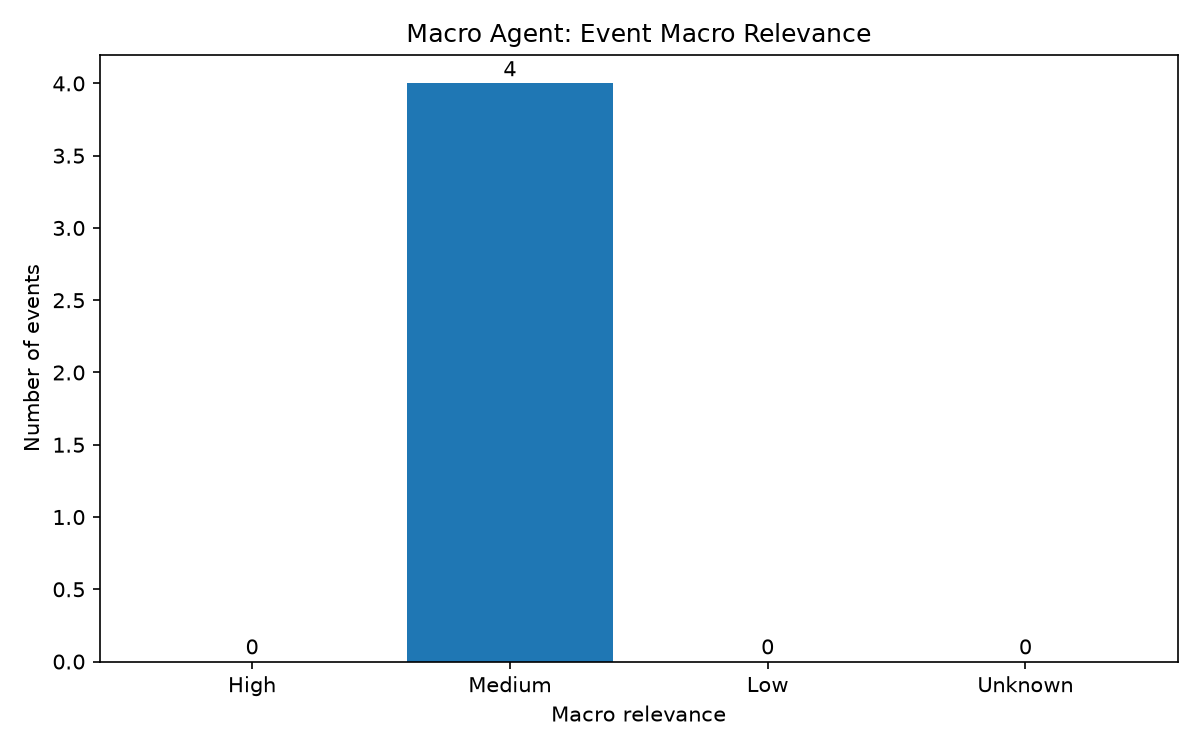 Macro Agent: Event Macro Relevance
4
4.0
3.5
3.0
2.5
2.0
1.5
1.0
0.5
0.0
Number of events
0
0
0
High
Medium
Low
Unknown
Macro relevance